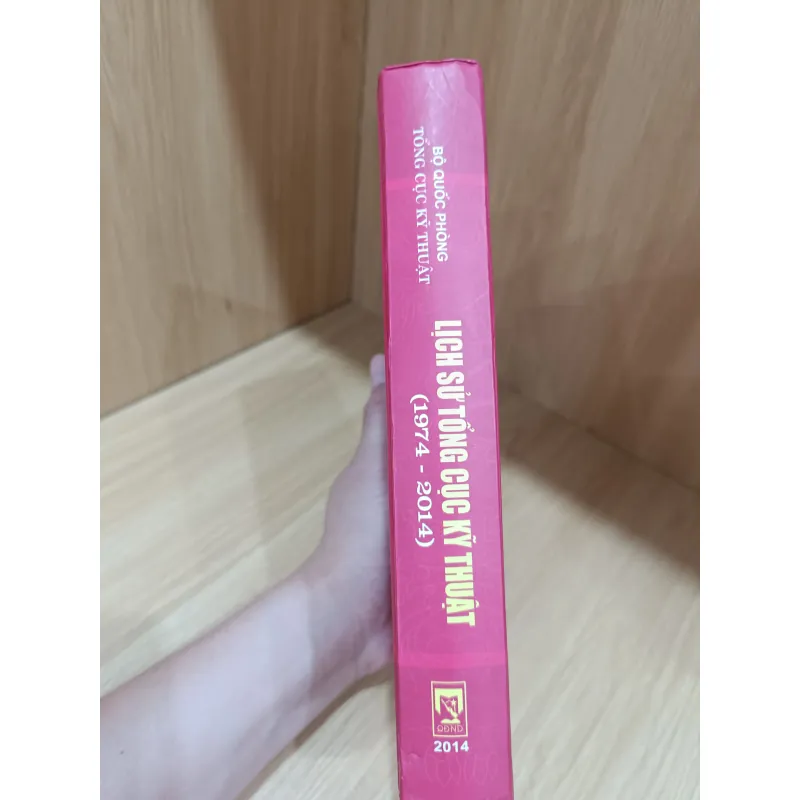 BỘ QUỐC PHÒNG
TỔNG CỤC KỸ THUẬT
LỊCH SỬ TỔNG CỤC KỸ THUẬT
(1974 - 2014)
QĐND
2014